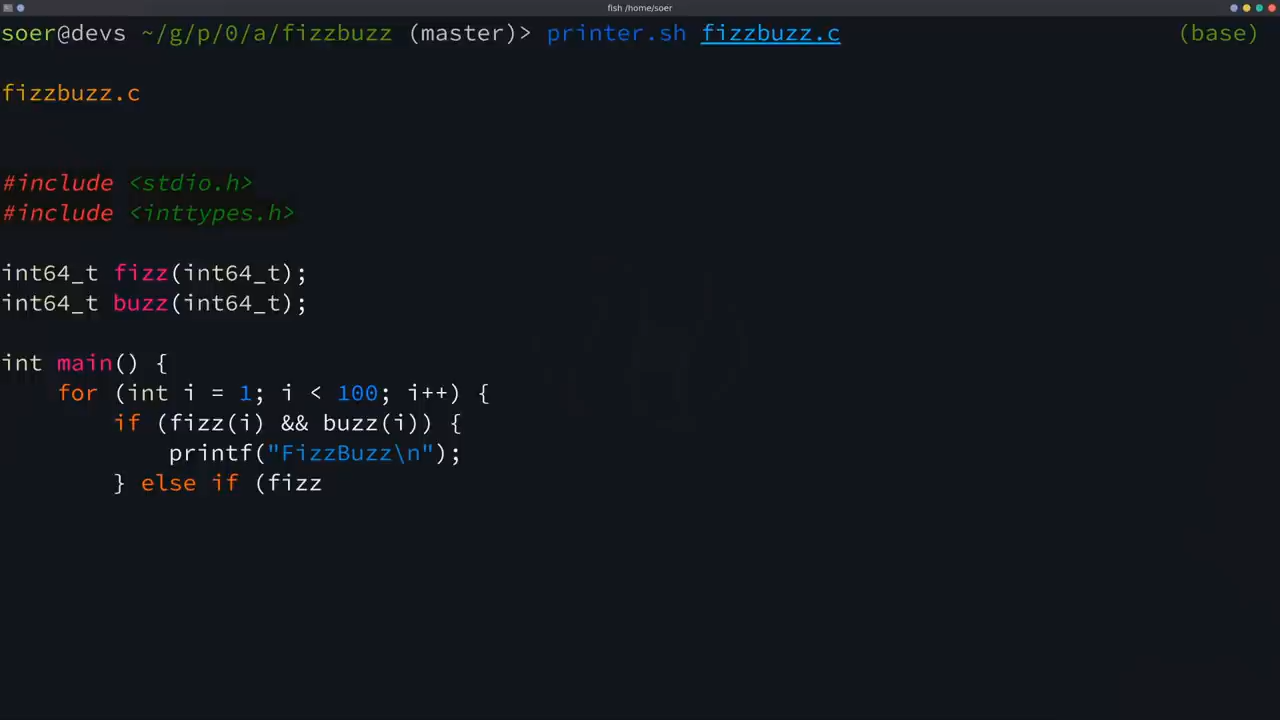 fish /home/soer
soer@devs ~/g/p/0/a/fizzbuzz (master)> printer.sh fizzbuzz.c (base)
fizzbuzz.c
#include <stdio.h>
#include <inttypes.h>
int64_t fizz(int64_t);
int64_t buzz(int64_t);
int main() {
    for (int i = 1; i < 100; i++) {
        if (fizz(i) && buzz(i)) {
            printf("FizzBuzz\n");
        } else if (fizz